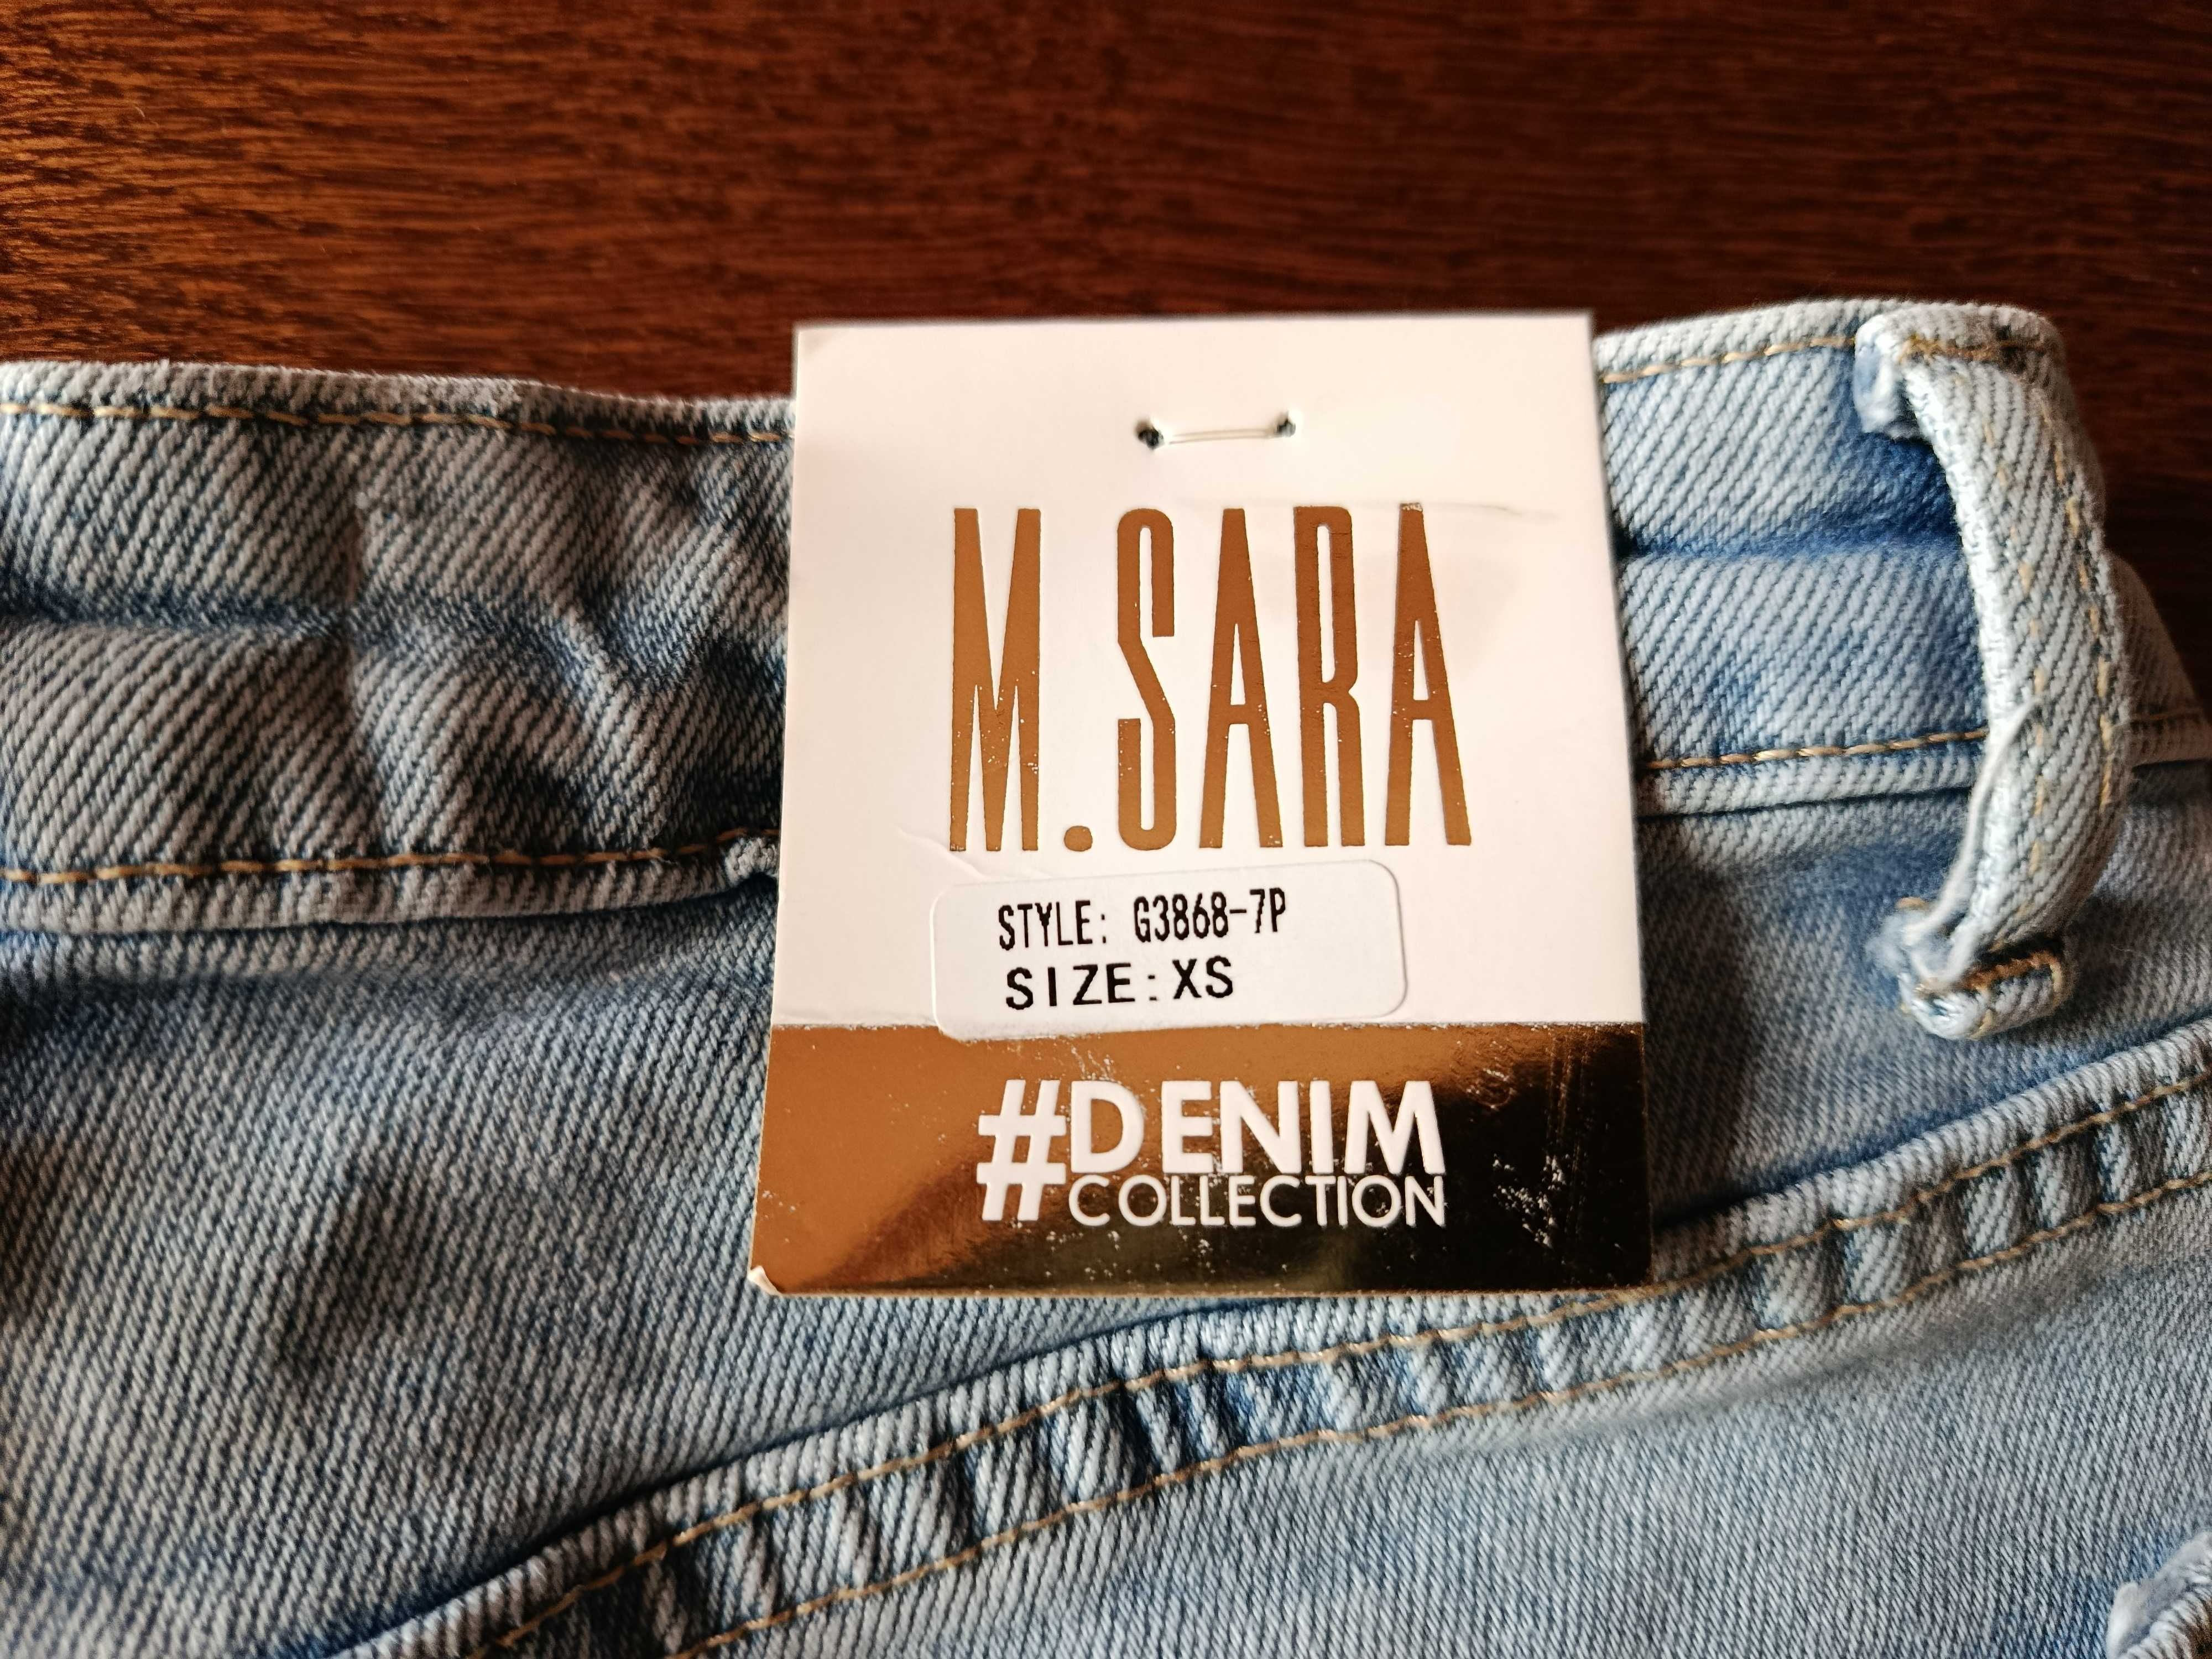 M.SARA
STYLE: G3868-7P
SIZE: XS
#DENIM
COLLECTION